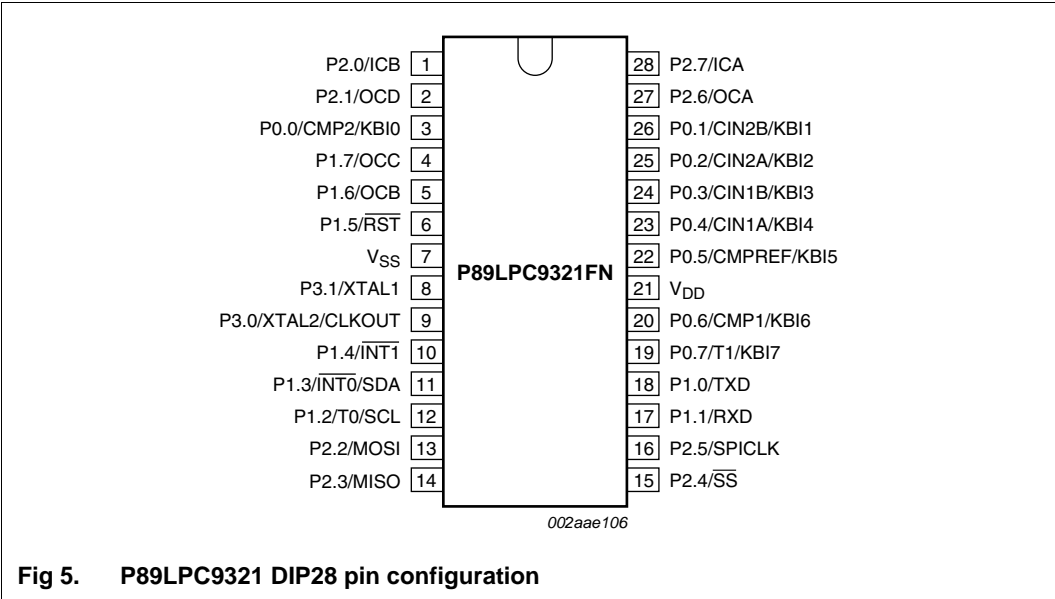 P2.0/ICB 1
P2.1/OCD 2
P0.0/CMP2/KBI0 3
P1.7/OCC 4
P1.6/OCB 5
P1.5/R̅S̅T̅ 6
VSS 7
P3.1/XTAL1 8
P3.0/XTAL2/CLKOUT 9
P1.4/I̅N̅T̅1̅ 10
P1.3/I̅N̅T̅0̅/SDA 11
P1.2/T0/SCL 12
P2.2/MOSI 13
P2.3/MISO 14
P89LPC9321FN
28 P2.7/ICA
27 P2.6/OCA
26 P0.1/CIN2B/KBI1
25 P0.2/CIN2A/KBI2
24 P0.3/CIN1B/KBI3
23 P0.4/CIN1A/KBI4
22 P0.5/CMPREF/KBI5
21 VDD
20 P0.6/CMP1/KBI6
19 P0.7/T1/KBI7
18 P1.0/TXD
17 P1.1/RXD
16 P2.5/SPICLK
15 P2.4/S̅S̅
002aae106
Fig 5. P89LPC9321 DIP28 pin configuration